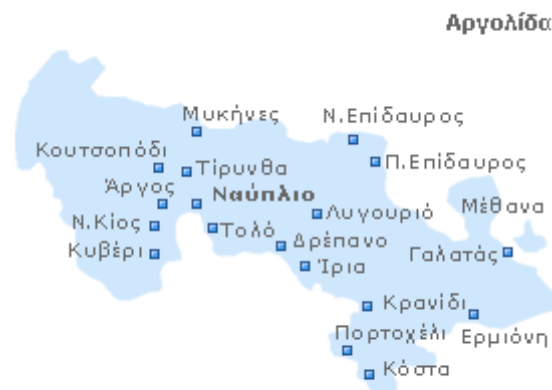 Αργολίδα
Μυκήνες
Ν.Επίδαυρος
Κουτσοπόδι
Τίρυνθα
Π.Επίδαυρος
Άργος
Ναύπλιο
Λυγουριό
Μέθανα
Ν.Κίος
Τολό
Δρέπανο
Γαλατάς
Κυβέρι
Ίρια
Κρανίδι
Ερμιόνη
Πορτοχέλι
Κόστα